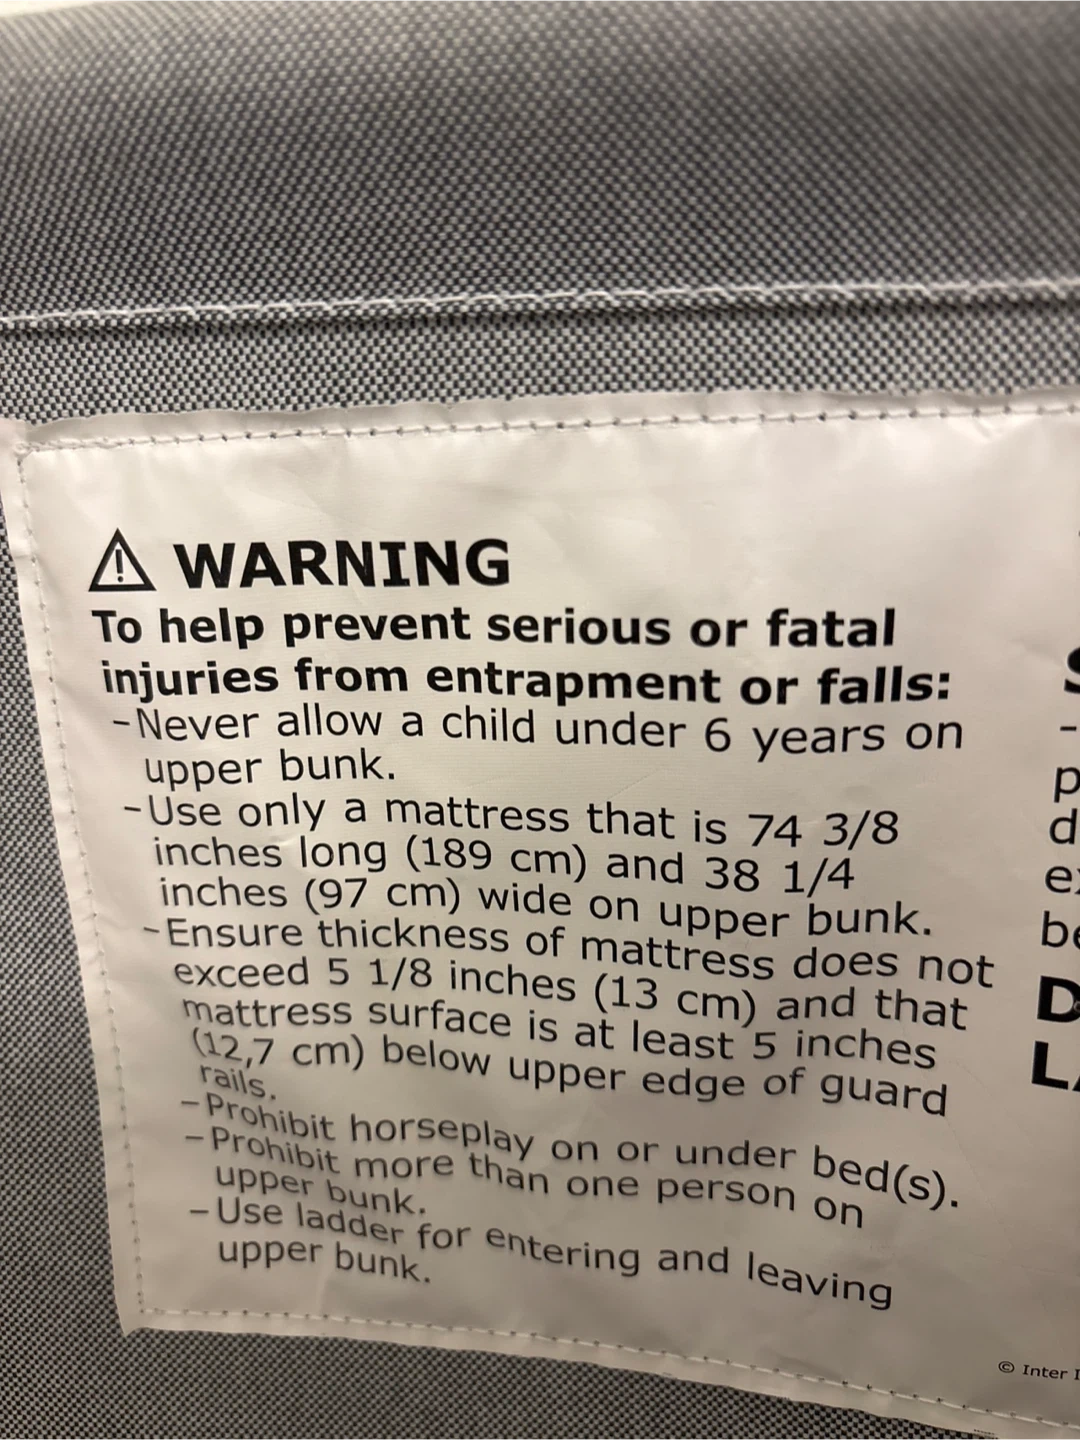 WARNING
To help prevent serious or fatal
injuries from entrapment or falls:
-Never allow a child under 6 years on
upper bunk.
-Use only a mattress that is 74 3/8
inches long (189 cm) and 38 1/4
inches (97 cm) wide on upper bunk.
-Ensure thickness of mattress does not
exceed 5 1/8 inches (13 cm) and that
mattress surface is at least 5 inches
(12,7 cm) below upper edge of guard
rails.
-Prohibit horseplay on or under bed(s).
-Prohibit more than one person on
upper bunk.
-Use ladder for entering and leaving
upper bunk.
© Inter